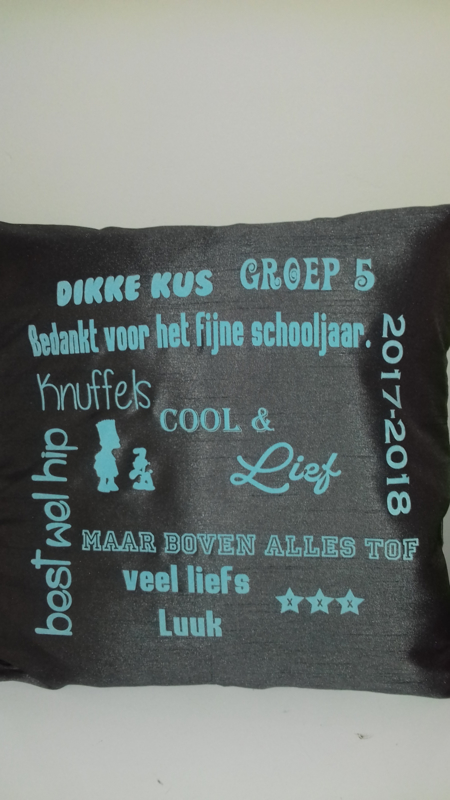 DIKKE KUS GROEP 5
Bedankt voor het fijne schooljaar.
2017-2018
Knuffels
COOL &
Lief
best wel hip
MAAR BOVEN ALLES TOF
veel liefs
x x x
Luuk